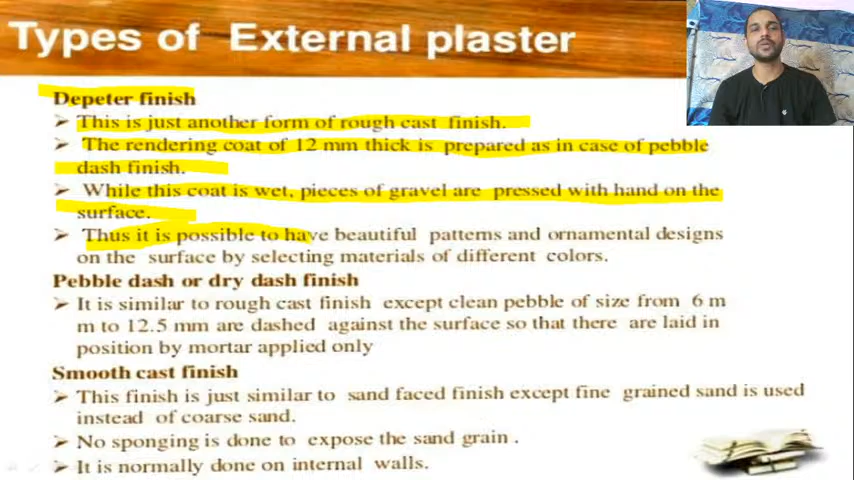 Types of External plaster
Depeter finish
➢ This is just another form of rough cast finish.
➢ The rendering coat of 12 mm thick is prepared as in case of pebble
dash finish.
➢ While this coat is wet, pieces of gravel are pressed with hand on the
surface.
➢ Thus it is possible to have beautiful patterns and ornamental designs
on the surface by selecting materials of different colors.
Pebble dash or dry dash finish
➢ It is similar to rough cast finish except clean pebble of size from 6 m
m to 12.5 mm are dashed against the surface so that there are laid in
position by mortar applied only
Smooth cast finish
➢ This finish is just similar to sand faced finish except fine grained sand is used
instead of coarse sand.
➢ No sponging is done to expose the sand grain .
➢ It is normally done on internal walls.